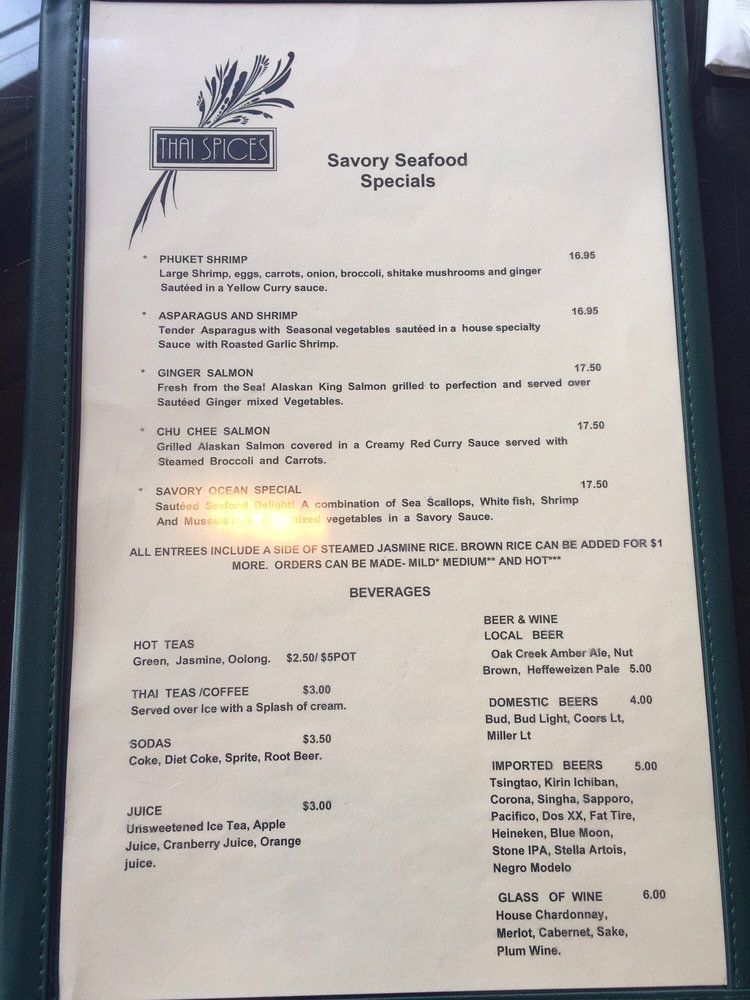 THAI SPICES
Savory Seafood
Specials
* PHUKET SHRIMP 16.95
Large Shrimp, eggs, carrots, onion, broccoli, shitake mushrooms and ginger
Sautéed in a Yellow Curry sauce.
* ASPARAGUS AND SHRIMP 16.95
Tender Asparagus with Seasonal vegetables sautéed in a house specialty
Sauce with Roasted Garlic Shrimp.
* GINGER SALMON 17.50
Fresh from the Sea! Alaskan King Salmon grilled to perfection and served over
Sautéed Ginger mixed Vegetables.
* CHU CHEE SALMON 17.50
Grilled Alaskan Salmon covered in a Creamy Red Curry Sauce served with
Steamed Broccoli and Carrots.
* SAVORY OCEAN SPECIAL 17.50
Sautéed Seafood Delight! A combination of Sea Scallops, White fish, Shrimp
And Mussels mixed vegetables in a Savory Sauce.
ALL ENTREES INCLUDE A SIDE OF STEAMED JASMINE RICE. BROWN RICE CAN BE ADDED FOR $1
MORE. ORDERS CAN BE MADE- MILD* MEDIUM** AND HOT***
BEVERAGES
HOT TEAS
Green, Jasmine, Oolong. $2.50/ $5POT
THAI TEAS /COFFEE $3.00
Served over Ice with a Splash of cream.
SODAS $3.50
Coke, Diet Coke, Sprite, Root Beer.
JUICE $3.00
Unsweetened Ice Tea, Apple
Juice, Cranberry Juice, Orange
juice.
BEER & WINE
LOCAL BEER
Oak Creek Amber Ale, Nut
Brown, Heffeweizen Pale 5.00
DOMESTIC BEERS 4.00
Bud, Bud Light, Coors Lt,
Miller Lt
IMPORTED BEERS 5.00
Tsingtao, Kirin Ichiban,
Corona, Singha, Sapporo,
Pacifico, Dos XX, Fat Tire,
Heineken, Blue Moon,
Stone IPA, Stella Artois,
Negro Modelo
GLASS OF WINE 6.00
House Chardonnay,
Merlot, Cabernet, Sake,
Plum Wine.